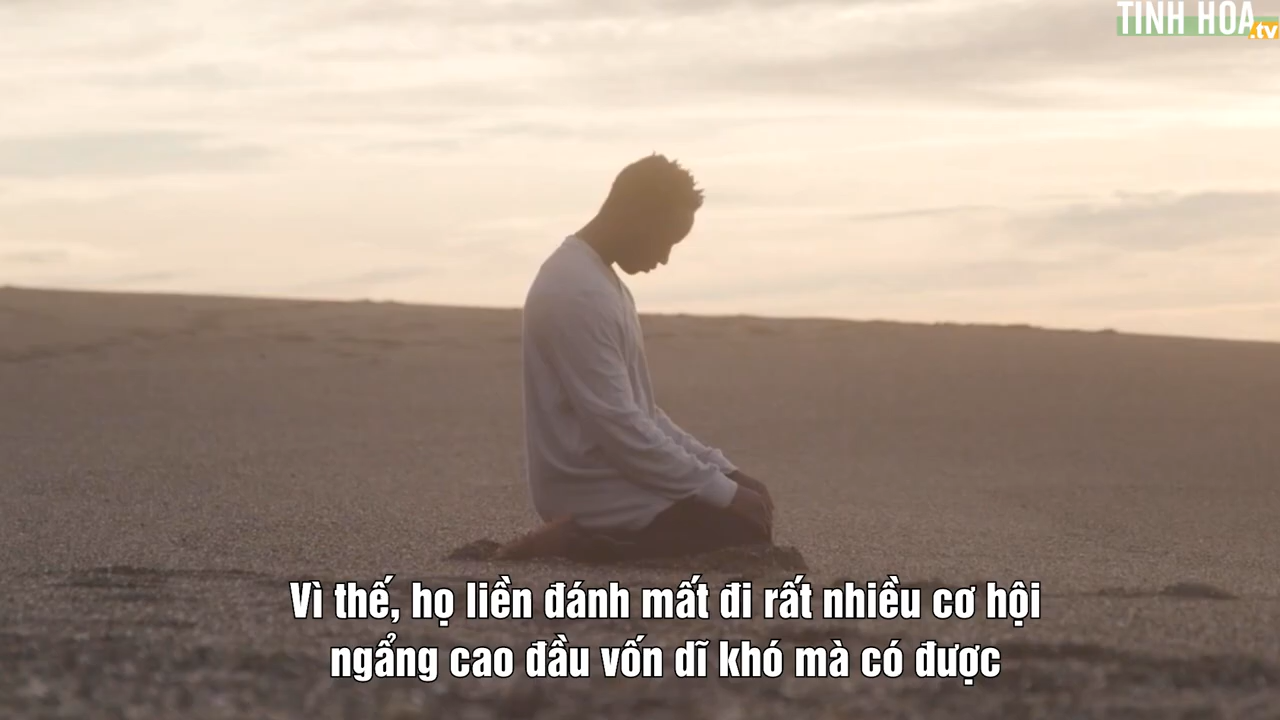 TINH HOA
.tv
Vì thế, họ liền đánh mất đi rất nhiều cơ hội
ngẩng cao đầu vốn dĩ khó mà có được